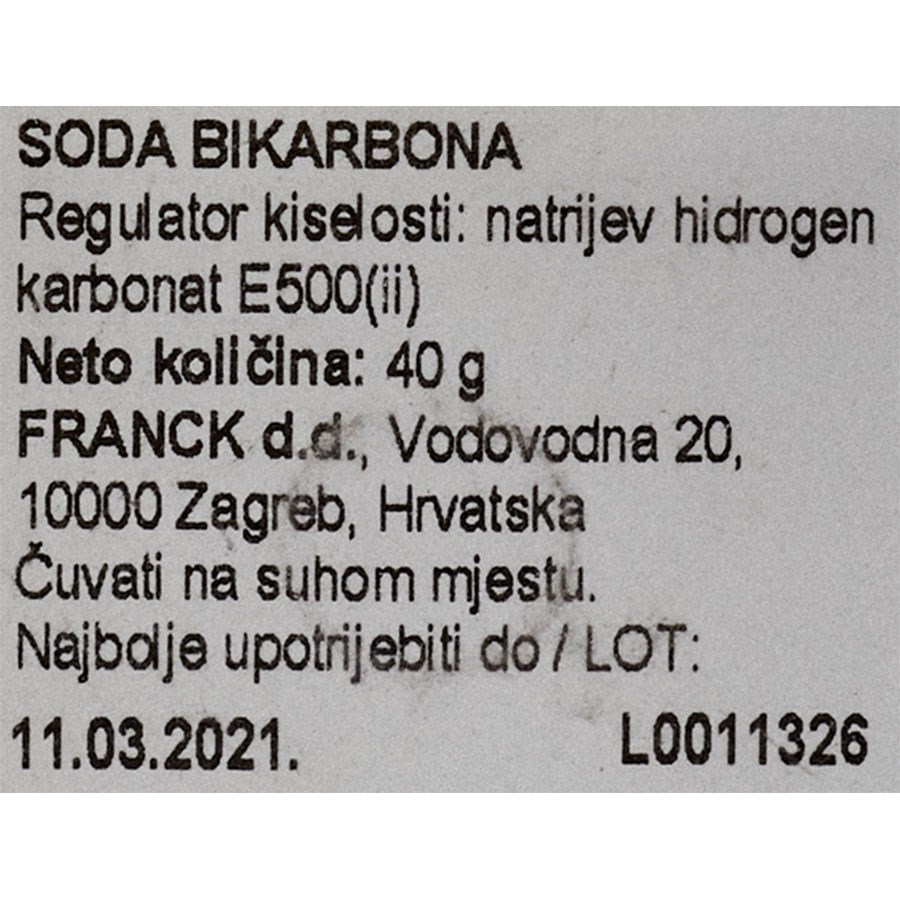 SODA BIKARBONA
Regulator kiselosti: natrijev hidrogen
karbonat E500(ii)
Neto količina: 40 g
FRANCK d.d., Vodovodna 20,
10000 Zagreb, Hrvatska
Čuvati na suhom mjestu.
Najbolje upotrijebiti do / LOT:
11.03.2021. L0011326